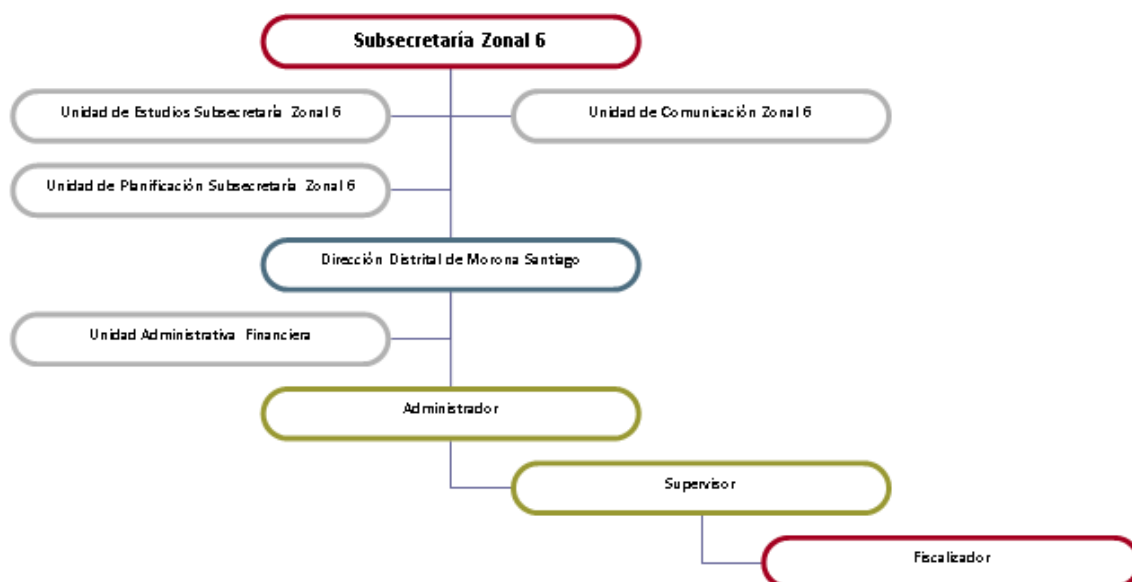 Subsecretaría Zonal 6
Unidad de Estudios Subsecretaría Zonal 6
Unidad de Comunicación Zonal 6
Unidad de Planificación Subsecretaría Zonal 6
Dirección Distrital de Morona Santiago
Unidad Administrativa Financiera
Administrador
Supervisor
Fiscalizador